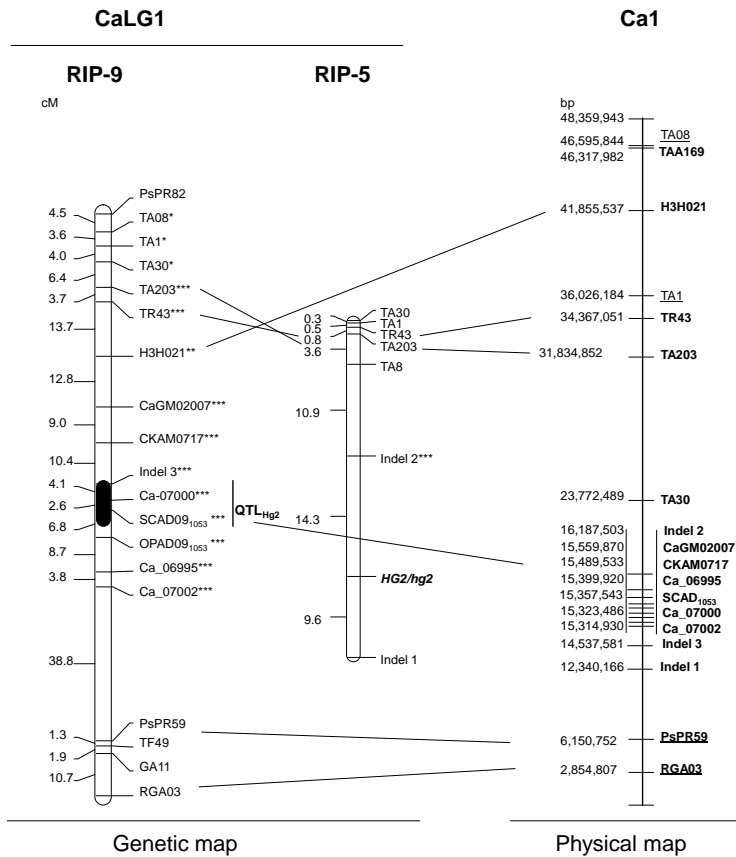 CaLG1
Ca1
RIP-9
RIP-5
cM
bp
PsPR82
4.5
TA08*
3.6
TA1*
4.0
TA30*
6.4
TA203***
3.7
TR43***
13.7
H3H021**
12.8
CaGM02007***
9.0
CKAM0717***
10.4
Indel 3***
4.1
Ca-07000***
2.6
SCAD091053 ***
6.8
OPAD091053 ***
8.7
Ca_06995***
3.8
Ca_07002***
38.8
PsPR59
1.3
TF49
1.9
GA11
10.7
RGA03
QTLHg2
0.3
TA30
0.5
TA1
0.8
TR43
3.6
TA203
TA8
10.9
Indel 2***
14.3
HG2/hg2
9.6
Indel 1
48,359,943
46,595,844 TA08
46,317,982 TAA169
41,855,537 H3H021
36,026,184 TA1
34,367,051 TR43
31,834,852 TA203
23,772,489 TA30
16,187,503 Indel 2
15,559,870 CaGM02007
15,489,533 CKAM0717
15,399,920 Ca_06995
15,357,543 SCAD1053
15,323,486 Ca_07000
15,314,930 Ca_07002
14,537,581 Indel 3
12,340,166 Indel 1
6,150,752 PsPR59
2,854,807 RGA03
Genetic map
Physical map